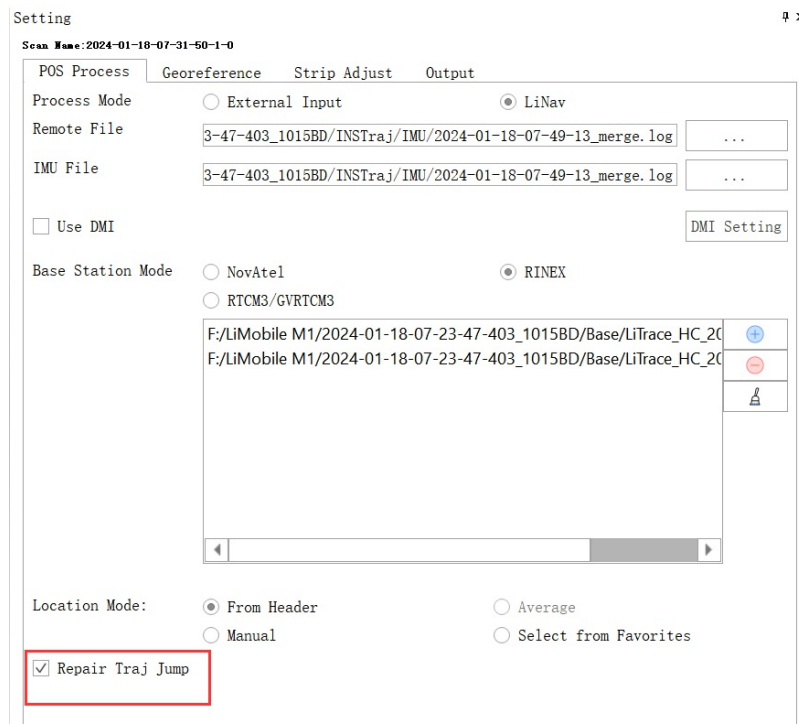 Setting
Scan Name:2024-01-18-07-31-50-1-0
POS Process Georeference Strip Adjust Output
Process Mode External Input LiNav
Remote File 3-47-403_1015BD/INSTraj/IMU/2024-01-18-07-49-13_merge.log ...
IMU File 3-47-403_1015BD/INSTraj/IMU/2024-01-18-07-49-13_merge.log ...
Use DMI DMI Setting
Base Station Mode NovAtel RINEX
RTCM3/GVRTCM3
F:/LiMobile M1/2024-01-18-07-23-47-403_1015BD/Base/LiTrace_HC_20
F:/LiMobile M1/2024-01-18-07-23-47-403_1015BD/Base/LiTrace_HC_20
Location Mode: From Header Average
Manual Select from Favorites
Repair Traj Jump